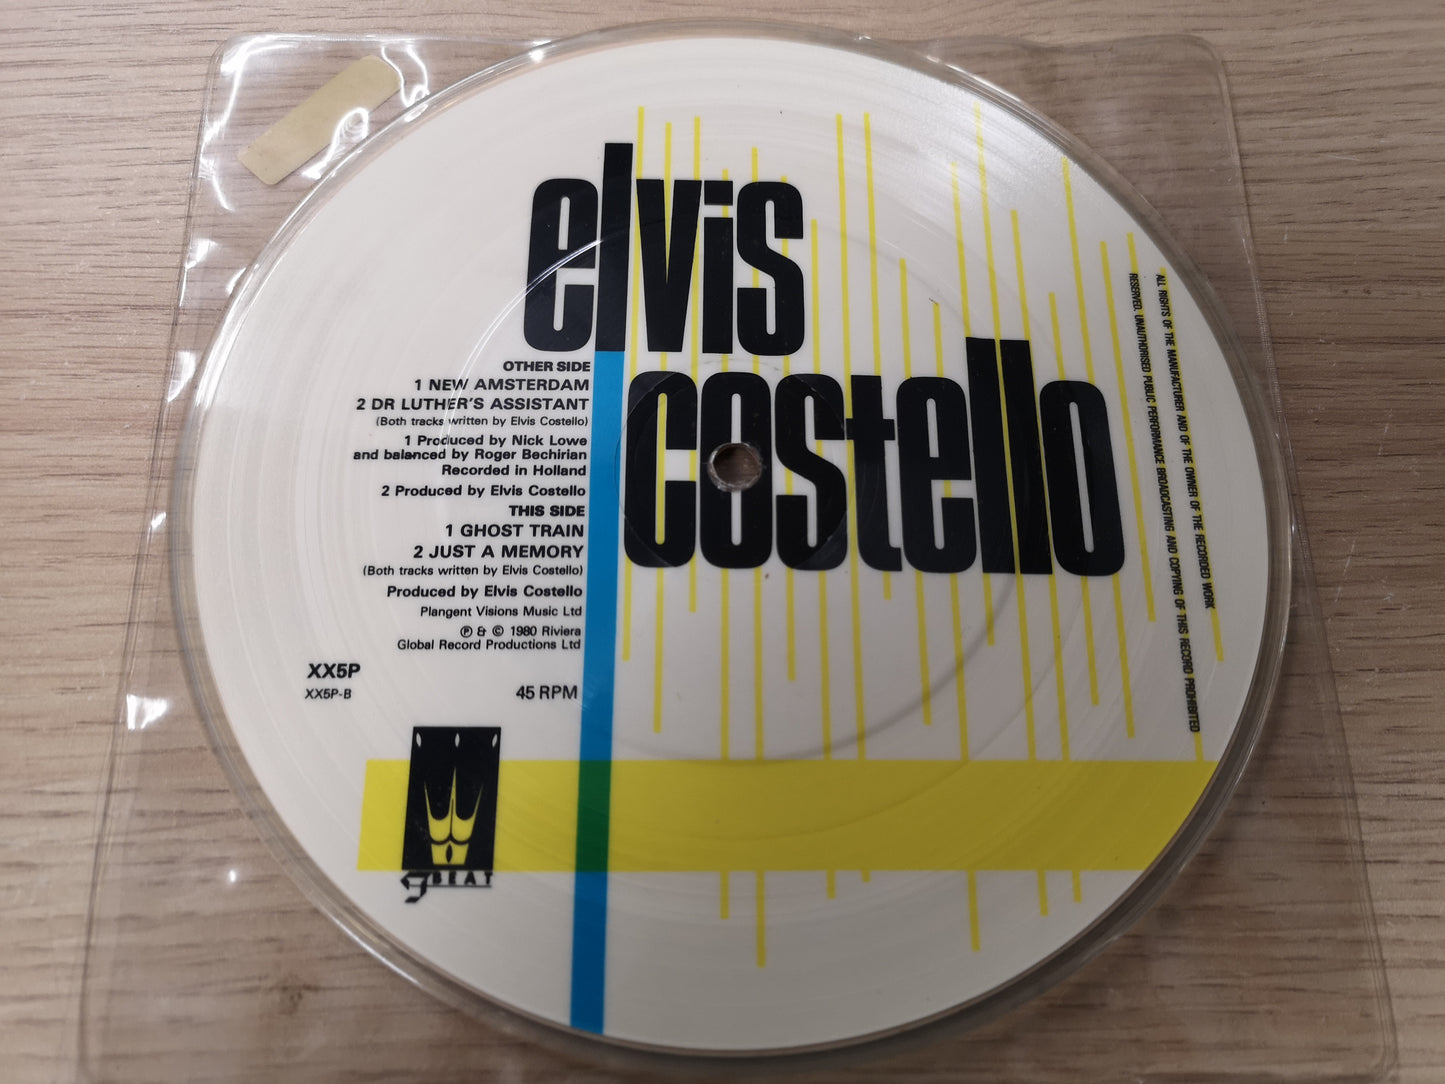 elvis
costello
OTHER SIDE
1 NEW AMSTERDAM
2 DR LUTHER'S ASSISTANT
(Both tracks written by Elvis Costello)
1 Produced by Nick Lowe
and balanced by Roger Bechirian
Recorded in Holland
2 Produced by Elvis Costello
THIS SIDE
1 GHOST TRAIN
2 JUST A MEMORY
(Both tracks written by Elvis Costello)
Produced by Elvis Costello
Plangent Visions Music Ltd
℗ & © 1980 Riviera
Global Record Productions Ltd
XX5P
XX5P-B
45 RPM
F BEAT
ALL RIGHTS OF THE MANUFACTURER AND OF THE OWNER OF THE RECORDED WORK
RESERVED. UNAUTHORISED PUBLIC PERFORMANCE BROADCASTING AND COPYING OF THIS RECORD PROHIBITED